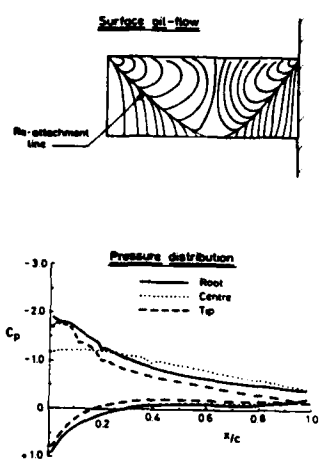 Surface oil-flow
Re-attachment
line
Pressure distribution
-3.0
Root
Centre
Tip
-2.0
Cp
-1.0
0
+1.0
0.2
0.4
0.6
0.8
1.0
x/c